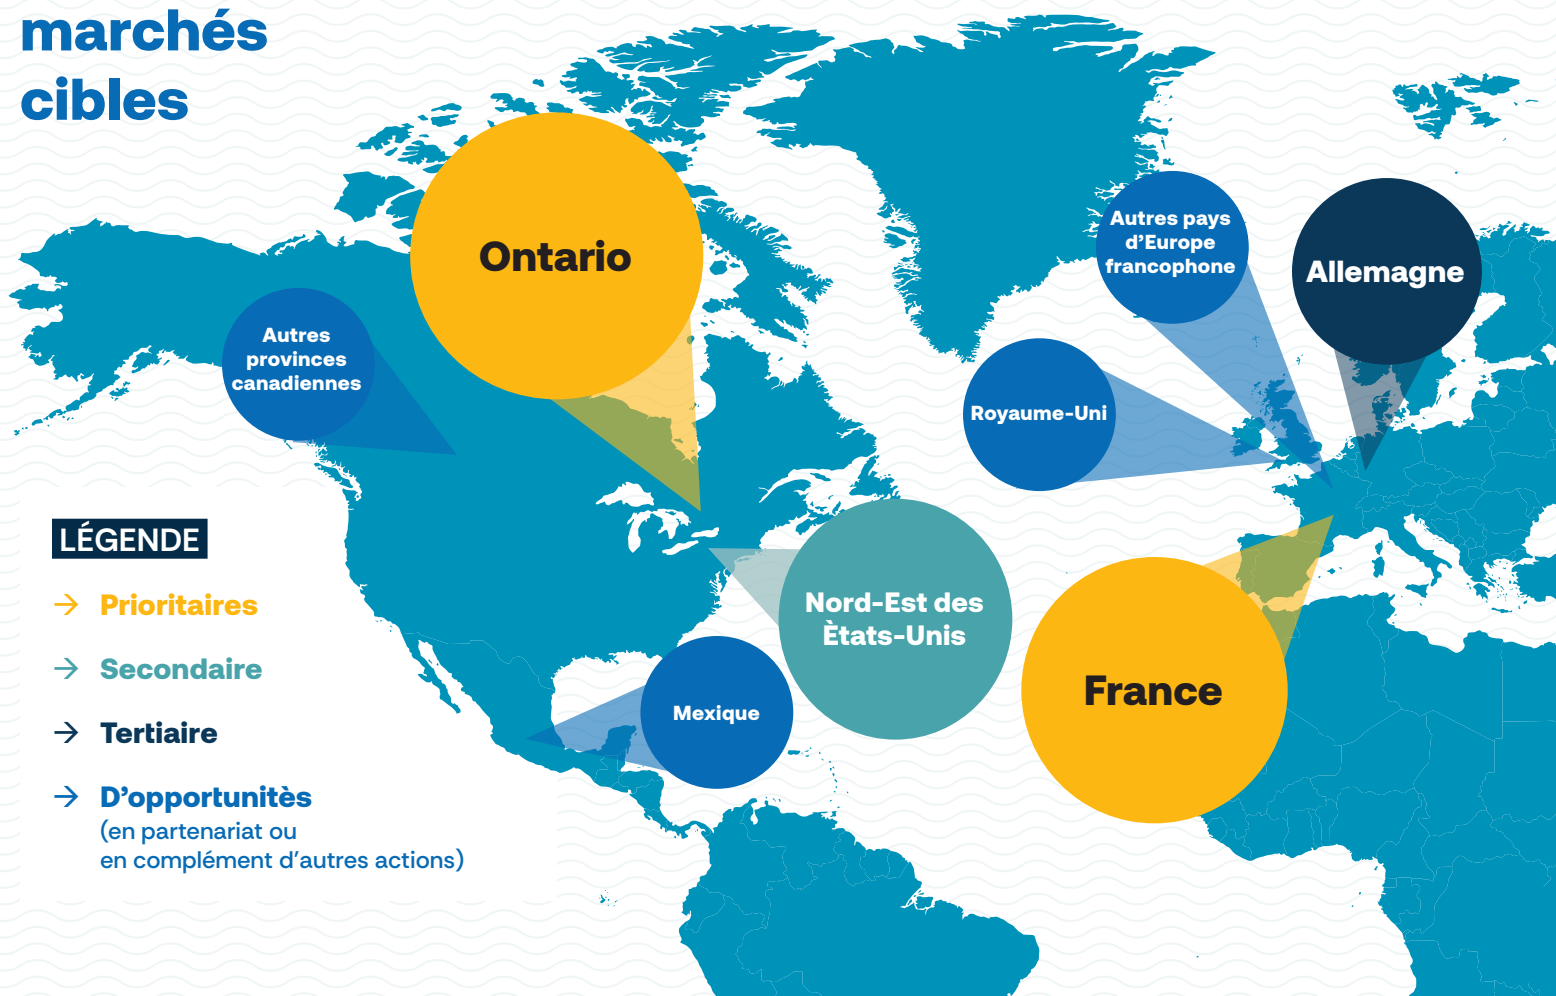 marchés
cibles
Ontario
Autres pays
d’Europe
francophone
Allemagne
Autres
provinces
canadiennes
Royaume-Uni
Nord-Est des
Ètats-Unis
France
Mexique
LÉGENDE
→ Prioritaires
→ Secondaire
→ Tertiaire
→ D’opportunitès
(en partenariat ou
en complément d’autres actions)